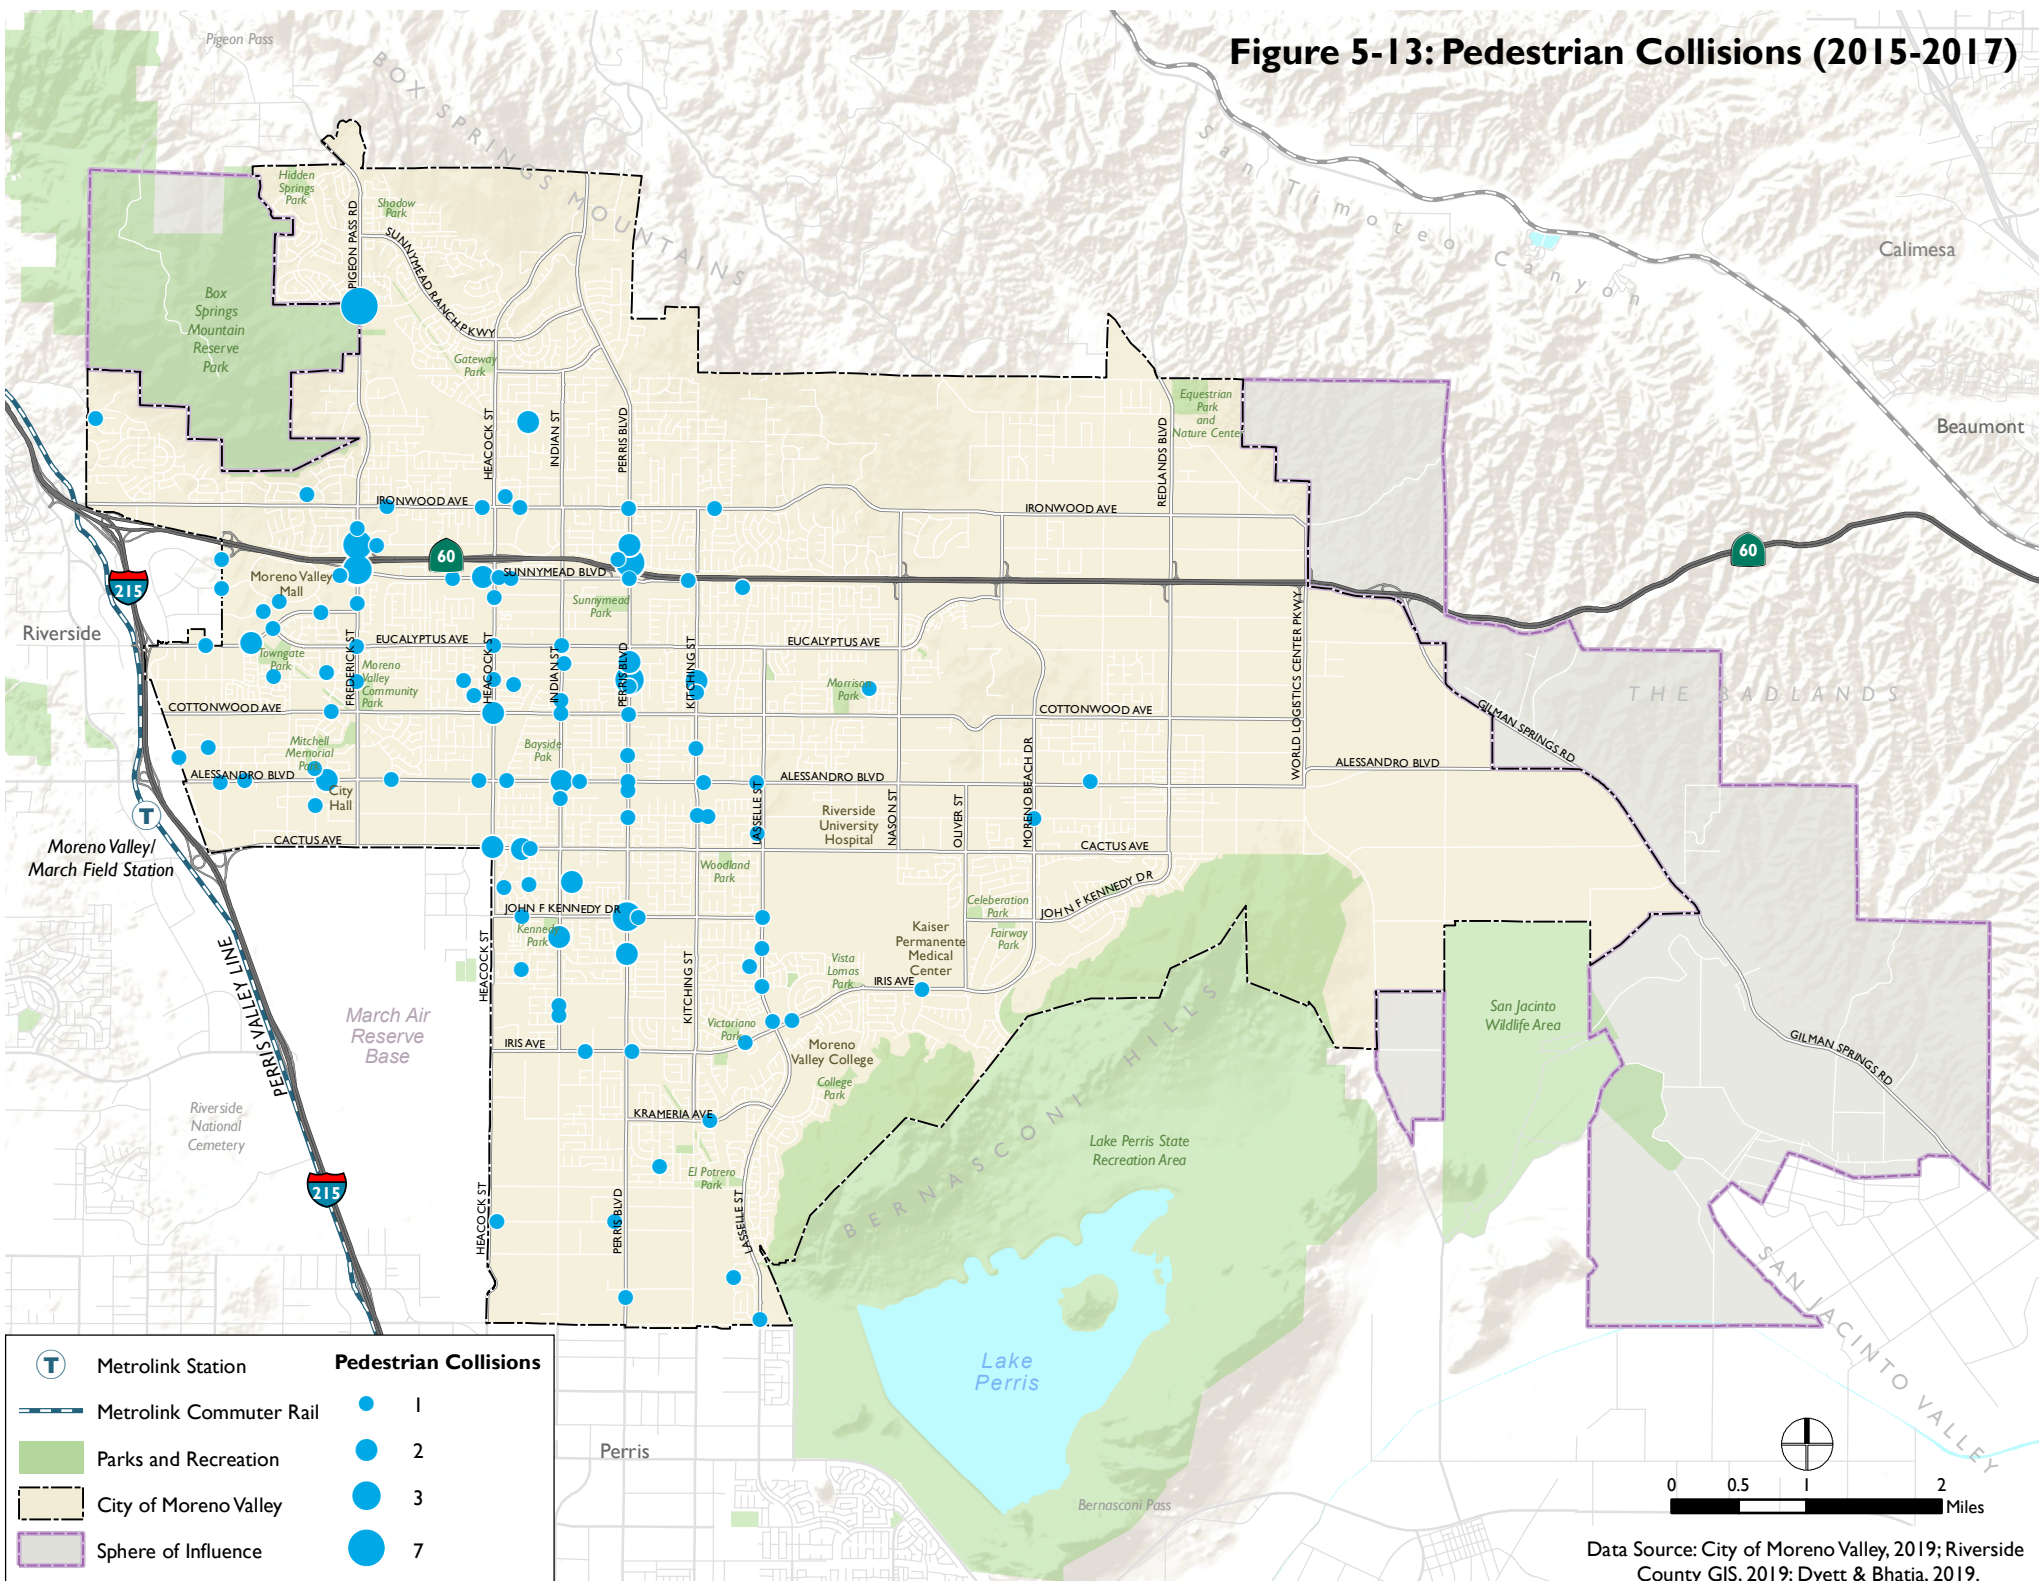 Figure 5-13: Pedestrian Collisions (2015-2017)
Pigeon Pass
BOX SPRINGS MOUNTAINS
San Timoteo Canyon
Calimesa
Beaumont
Hidden
Springs
Park
Shadow
Park
PIGEON PASS RD
SUNNYMEAD RANCH PKWY
Box
Springs
Mountain
Reserve
Park
Gateway
Park
HEACOCK ST
INDIAN ST
PERRIS BLVD
REDLANDS BLVD
Equestrian
Park
and
Nature Center
IRONWOOD AVE
IRONWOOD AVE
60
60
215
Moreno Valley
Mall
SUNNYMEAD BLVD
Sunnymead
Park
Riverside
EUCALYPTUS AVE
EUCALYPTUS AVE
Towngate
Park
FREDERICK ST
Moreno
Valley
Community
Park
HEACOCK ST
INDIAN ST
PERRIS BLVD
KITCHING ST
Morrison
Park
WORLD LOGISTICS CENTER PKWY
THE BADLANDS
GILMAN SPRINGS RD
COTTONWOOD AVE
COTTONWOOD AVE
Mitchell
Memorial
Park
Bayside
Pak
MORENO BEACH DR
ALESSANDRO BLVD
ALESSANDRO BLVD
ALESSANDRO BLVD
City
Hall
T
LASSELLE ST
Riverside
University
Hospital
NASON ST
OLIVER ST
Moreno Valley/
March Field Station
CACTUS AVE
CACTUS AVE
Woodland
Park
JOHN F KENNEDY DR
JOHN F KENNEDY DR
Celeberation
Park
Kennedy
Park
Fairway
Park
Kaiser
Permanente
Medical
Center
HEACOCK ST
KITCHING ST
Vista
Lomas
Park
IRIS AVE
PERRIS VALLEY LINE
March Air
Reserve
Base
Victoriano
Park
IRIS AVE
Moreno
Valley College
College
Park
San Jacinto
Wildlife Area
GILMAN SPRINGS RD
Riverside
National
Cemetery
KRAMERIA AVE
BERNASCONI HILLS
Lake Perris State
Recreation Area
El Potrero
Park
215
HEACOCK ST
PERRIS BLVD
LASSELLE ST
SAN JACINTO VALLEY
Lake
Perris
Perris
Bernasconi Pass
T
Metrolink Station
Metrolink Commuter Rail
Parks and Recreation
City of Moreno Valley
Sphere of Influence
Pedestrian Collisions
1
2
3
7
0 0.5 1 2
Miles
Data Source: City of Moreno Valley, 2019; Riverside
County GIS, 2019; Dyett & Bhatia, 2019.